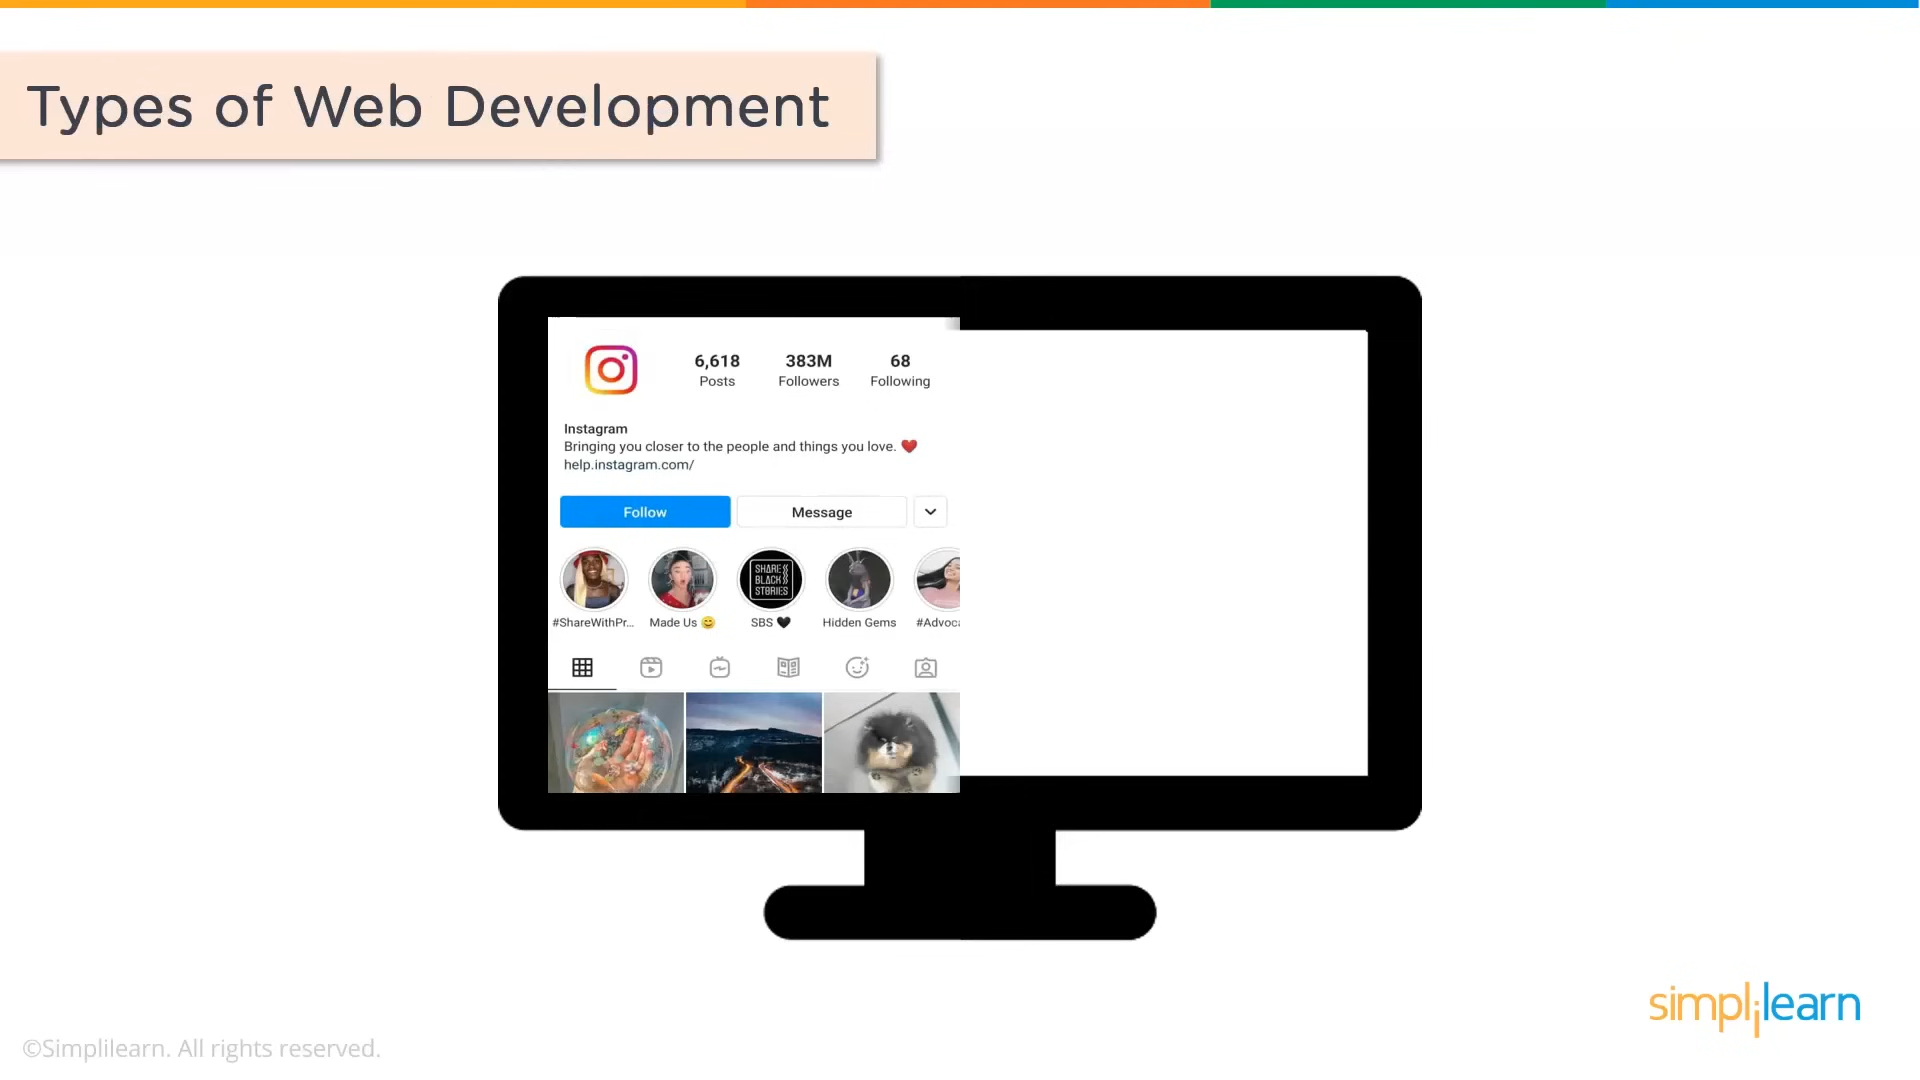 Types of Web Development
6,618 383M 68
Posts Followers Following
Instagram
Bringing you closer to the people and things you love. ❤️
help.instagram.com/
Follow Message
SHARE
BLACK
STORIES
#ShareWithPr... Made Us 😊 SBS 🖤 Hidden Gems #Advoca
simplilearn
©Simplilearn. All rights reserved.